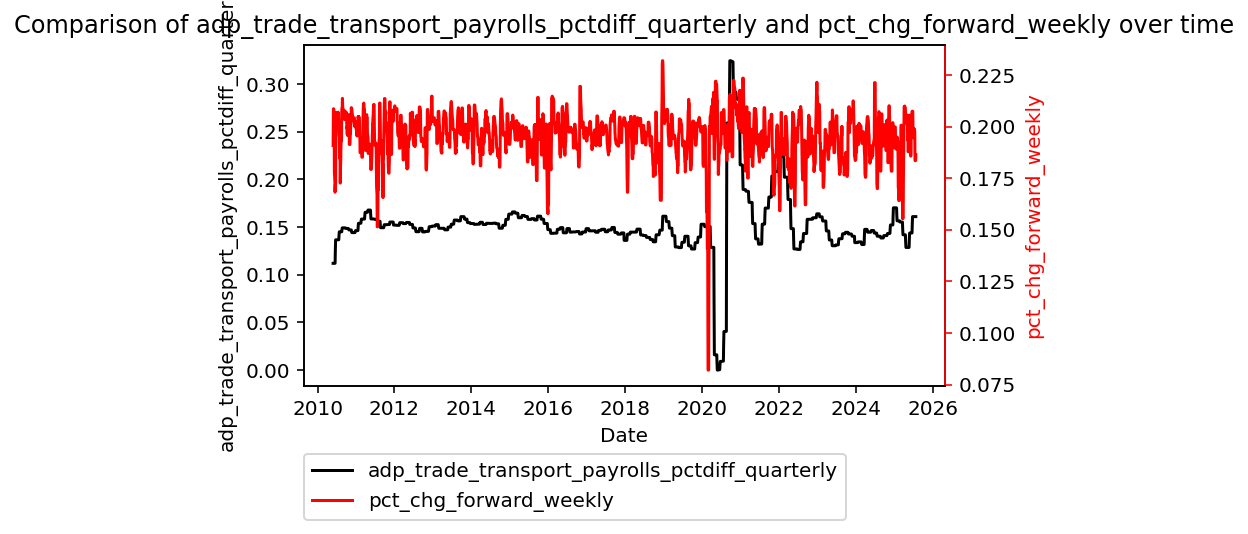 Comparison of adp_trade_transport_payrolls_pctdiff_quarterly and pct_chg_forward_weekly over time
adp_trade_transport_payrolls_pctdiff_quarter
0.30
0.25
0.20
0.15
0.10
0.05
0.00
0.225
0.200
0.175
0.150
0.125
0.100
0.075
pct_chg_forward_weekly
2010 2012 2014 2016 2018 2020 2022 2024 2026
Date
adp_trade_transport_payrolls_pctdiff_quarterly
pct_chg_forward_weekly